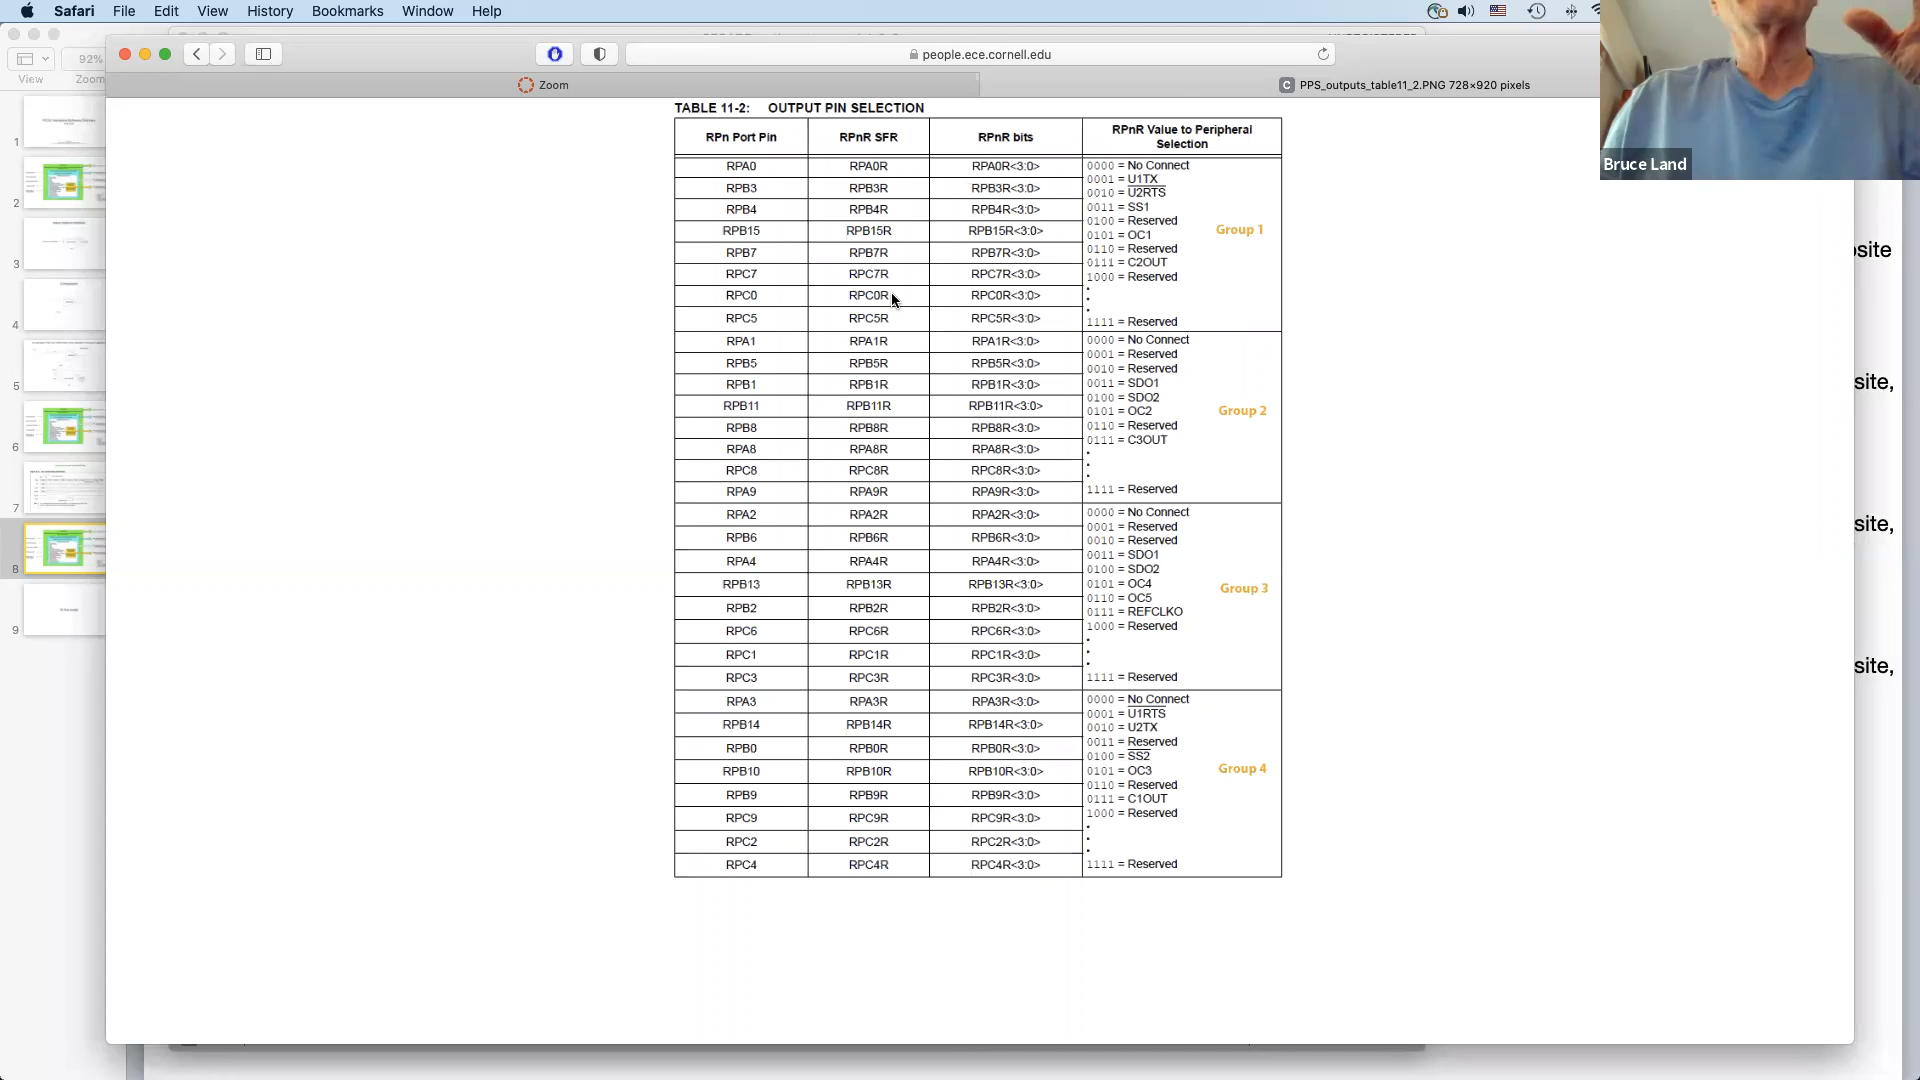 Safari File Edit View History Bookmarks Window Help
92%
View Zoom
people.ece.cornell.edu
Zoom
C PPS_outputs_table11_2.PNG 728×920 pixels
Bruce Land
1
2
3
4
5
6
7
8
9
TABLE 11-2: OUTPUT PIN SELECTION
RPn Port Pin RPnR SFR RPnR bits RPnR Value to Peripheral Selection
RPA0 RPA0R RPA0R<3:0>
RPB3 RPB3R RPB3R<3:0>
RPB4 RPB4R RPB4R<3:0>
RPB15 RPB15R RPB15R<3:0>
RPB7 RPB7R RPB7R<3:0>
RPC7 RPC7R RPC7R<3:0>
RPC0 RPC0R RPC0R<3:0>
RPC5 RPC5R RPC5R<3:0>
0000 = No Connect
0001 = U1TX
0010 = U2RTS
0011 = SS1
0100 = Reserved
0101 = OC1
0110 = Reserved
0111 = C2OUT
1000 = Reserved
1111 = Reserved
Group 1
RPA1 RPA1R RPA1R<3:0>
RPB5 RPB5R RPB5R<3:0>
RPB1 RPB1R RPB1R<3:0>
RPB11 RPB11R RPB11R<3:0>
RPB8 RPB8R RPB8R<3:0>
RPA8 RPA8R RPA8R<3:0>
RPC8 RPC8R RPC8R<3:0>
RPA9 RPA9R RPA9R<3:0>
0000 = No Connect
0001 = Reserved
0010 = Reserved
0011 = SDO1
0100 = SDO2
0101 = OC2
0110 = Reserved
0111 = C3OUT
1111 = Reserved
Group 2
RPA2 RPA2R RPA2R<3:0>
RPB6 RPB6R RPB6R<3:0>
RPA4 RPA4R RPA4R<3:0>
RPB13 RPB13R RPB13R<3:0>
RPB2 RPB2R RPB2R<3:0>
RPC6 RPC6R RPC6R<3:0>
RPC1 RPC1R RPC1R<3:0>
RPC3 RPC3R RPC3R<3:0>
0000 = No Connect
0001 = Reserved
0010 = Reserved
0011 = SDO1
0100 = SDO2
0101 = OC4
0110 = OC5
0111 = REFCLKO
1000 = Reserved
1111 = Reserved
Group 3
RPA3 RPA3R RPA3R<3:0>
RPB14 RPB14R RPB14R<3:0>
RPB0 RPB0R RPB0R<3:0>
RPB10 RPB10R RPB10R<3:0>
RPB9 RPB9R RPB9R<3:0>
RPC9 RPC9R RPC9R<3:0>
RPC2 RPC2R RPC2R<3:0>
RPC4 RPC4R RPC4R<3:0>
0000 = No Connect
0001 = U1RTS
0010 = U2TX
0011 = Reserved
0100 = SS2
0101 = OC3
0110 = Reserved
0111 = C1OUT
1000 = Reserved
1111 = Reserved
Group 4
site
site,
site,
site,